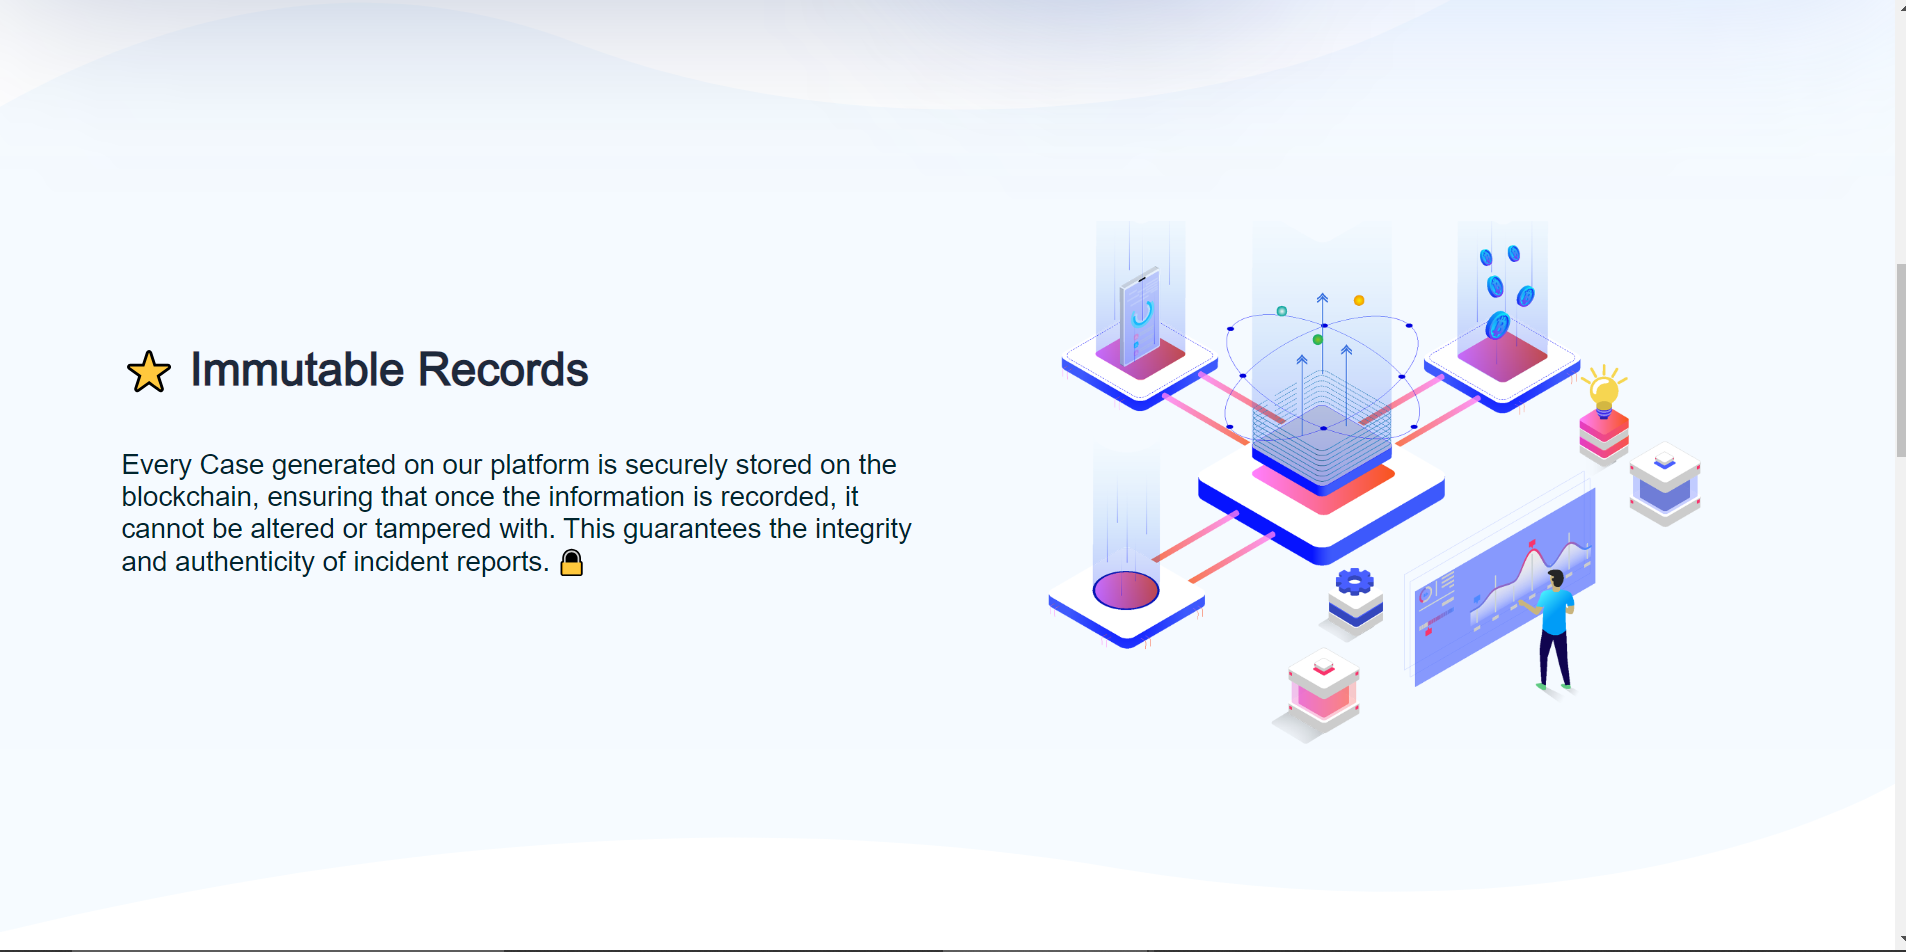 Immutable Records
Every Case generated on our platform is securely stored on the
blockchain, ensuring that once the information is recorded, it
cannot be altered or tampered with. This guarantees the integrity
and authenticity of incident reports. 🔒